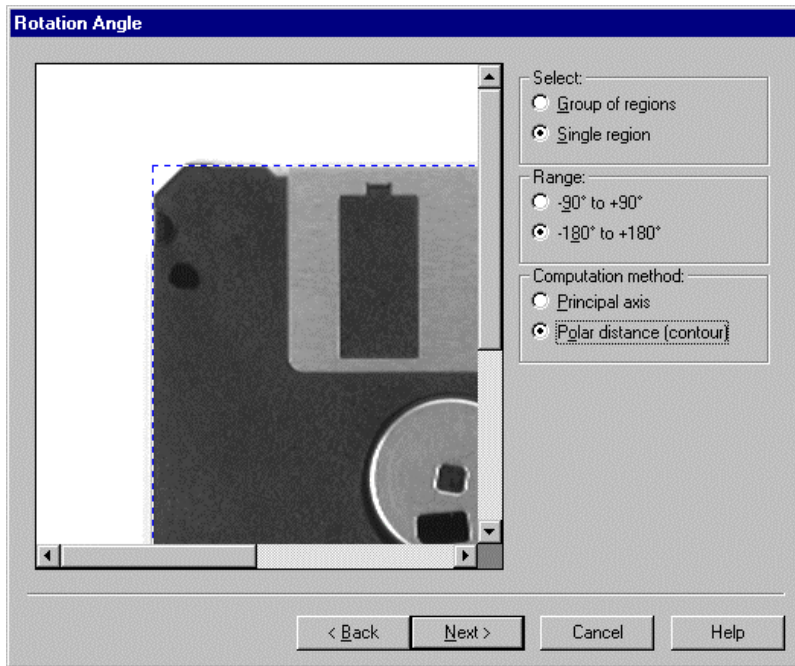 Rotation Angle
Select:
Group of regions
Single region
Range:
-90° to +90°
-180° to +180°
Computation method:
Principal axis
Polar distance (contour)
< Back
Next >
Cancel
Help